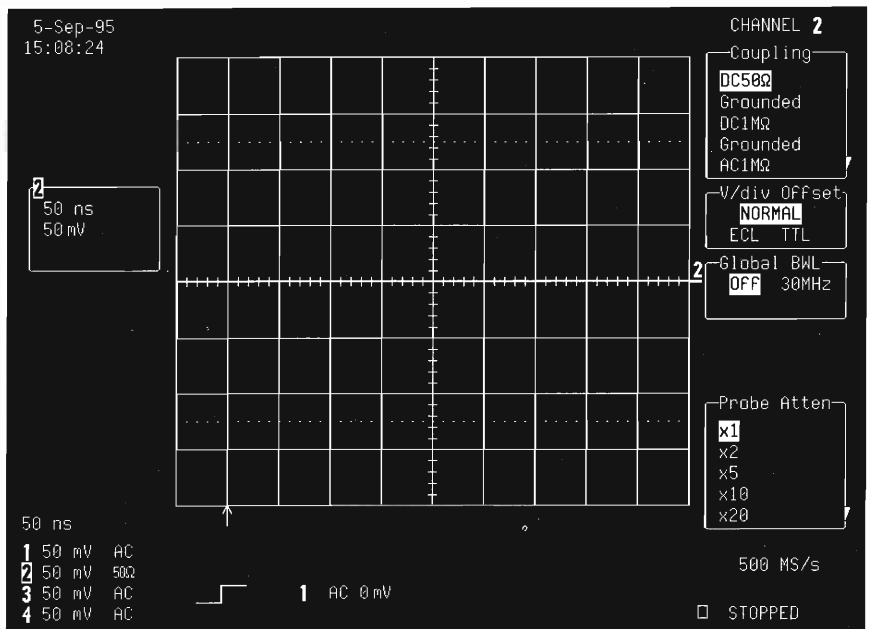 5-Sep-95
15:08:24
2
50 ns
50 mV
50 ns
1 50 mV AC
2 50 mV 50Ω
3 50 mV AC
4 50 mV AC
1 AC 0 mV
2
CHANNEL 2
Coupling
DC50Ω
Grounded
DC1MΩ
Grounded
AC1MΩ
V/div Offset
NORMAL
ECL TTL
Global BWL
Off 30MHz
Probe Atten
x1
x2
x5
x10
x20
500 MS/s
STOPPED